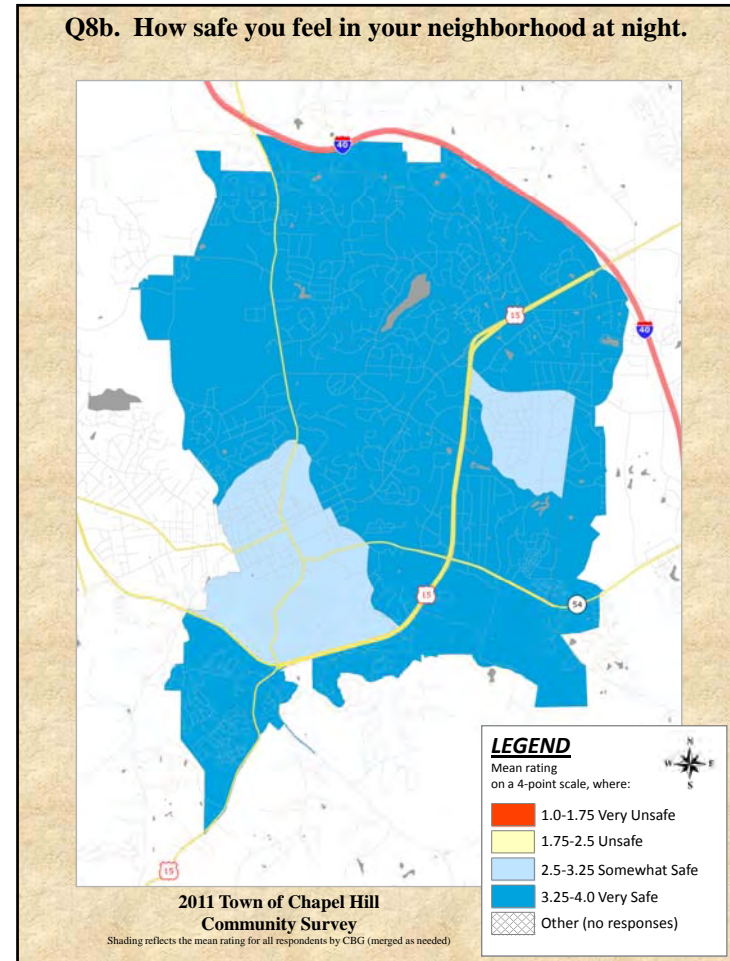 Q8b. How safe you feel in your neighborhood at night.
40
15
40
15
54
15
LEGEND
Mean rating
on a 4-point scale, where:
N
W E
S
1.0-1.75 Very Unsafe
1.75-2.5 Unsafe
2.5-3.25 Somewhat Safe
3.25-4.0 Very Safe
Other (no responses)
2011 Town of Chapel Hill
Community Survey
Shading reflects the mean rating for all respondents by CBG (merged as needed)